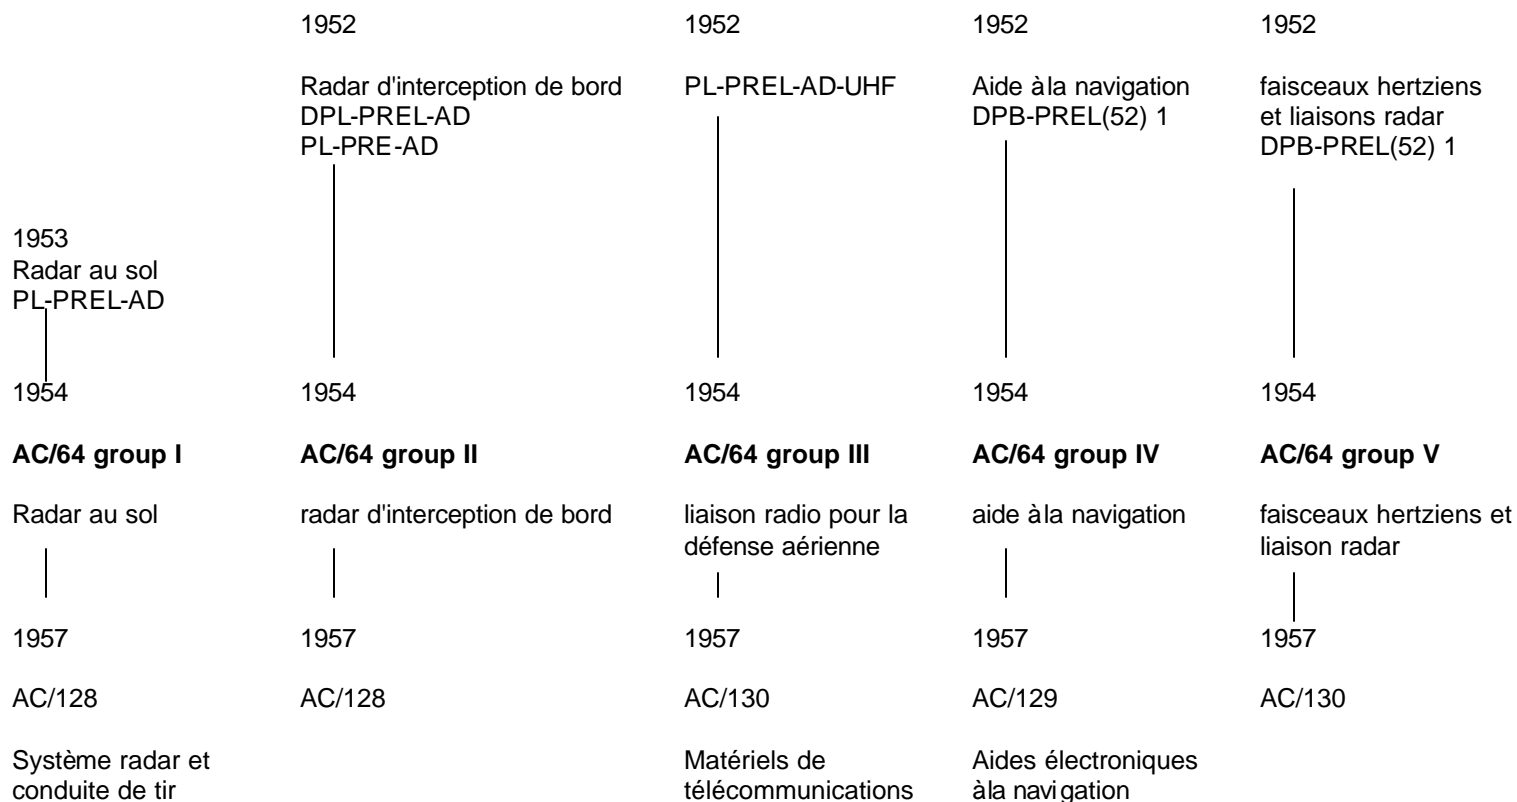 1952
1952
1952
1952
Radar d'interception de bord
DPL-PREL-AD
PL-PRE-AD
PL-PREL-AD-UHF
Aide àla navigation
DPB-PREL(52) 1
faisceaux hertziens
et liaisons radar
DPB-PREL(52) 1
1953
Radar au sol
PL-PREL-AD
1954
1954
1954
1954
1954
AC/64 group I
AC/64 group II
AC/64 group III
AC/64 group IV
AC/64 group V
Radar au sol
radar d'interception de bord
liaison radio pour la
défense aérienne
aide àla navigation
faisceaux hertziens et
liaison radar
1957
1957
1957
1957
1957
AC/128
AC/128
AC/130
AC/129
AC/130
Système radar et
conduite de tir
Matériels de
télécommunications
Aides électroniques
àla navigation